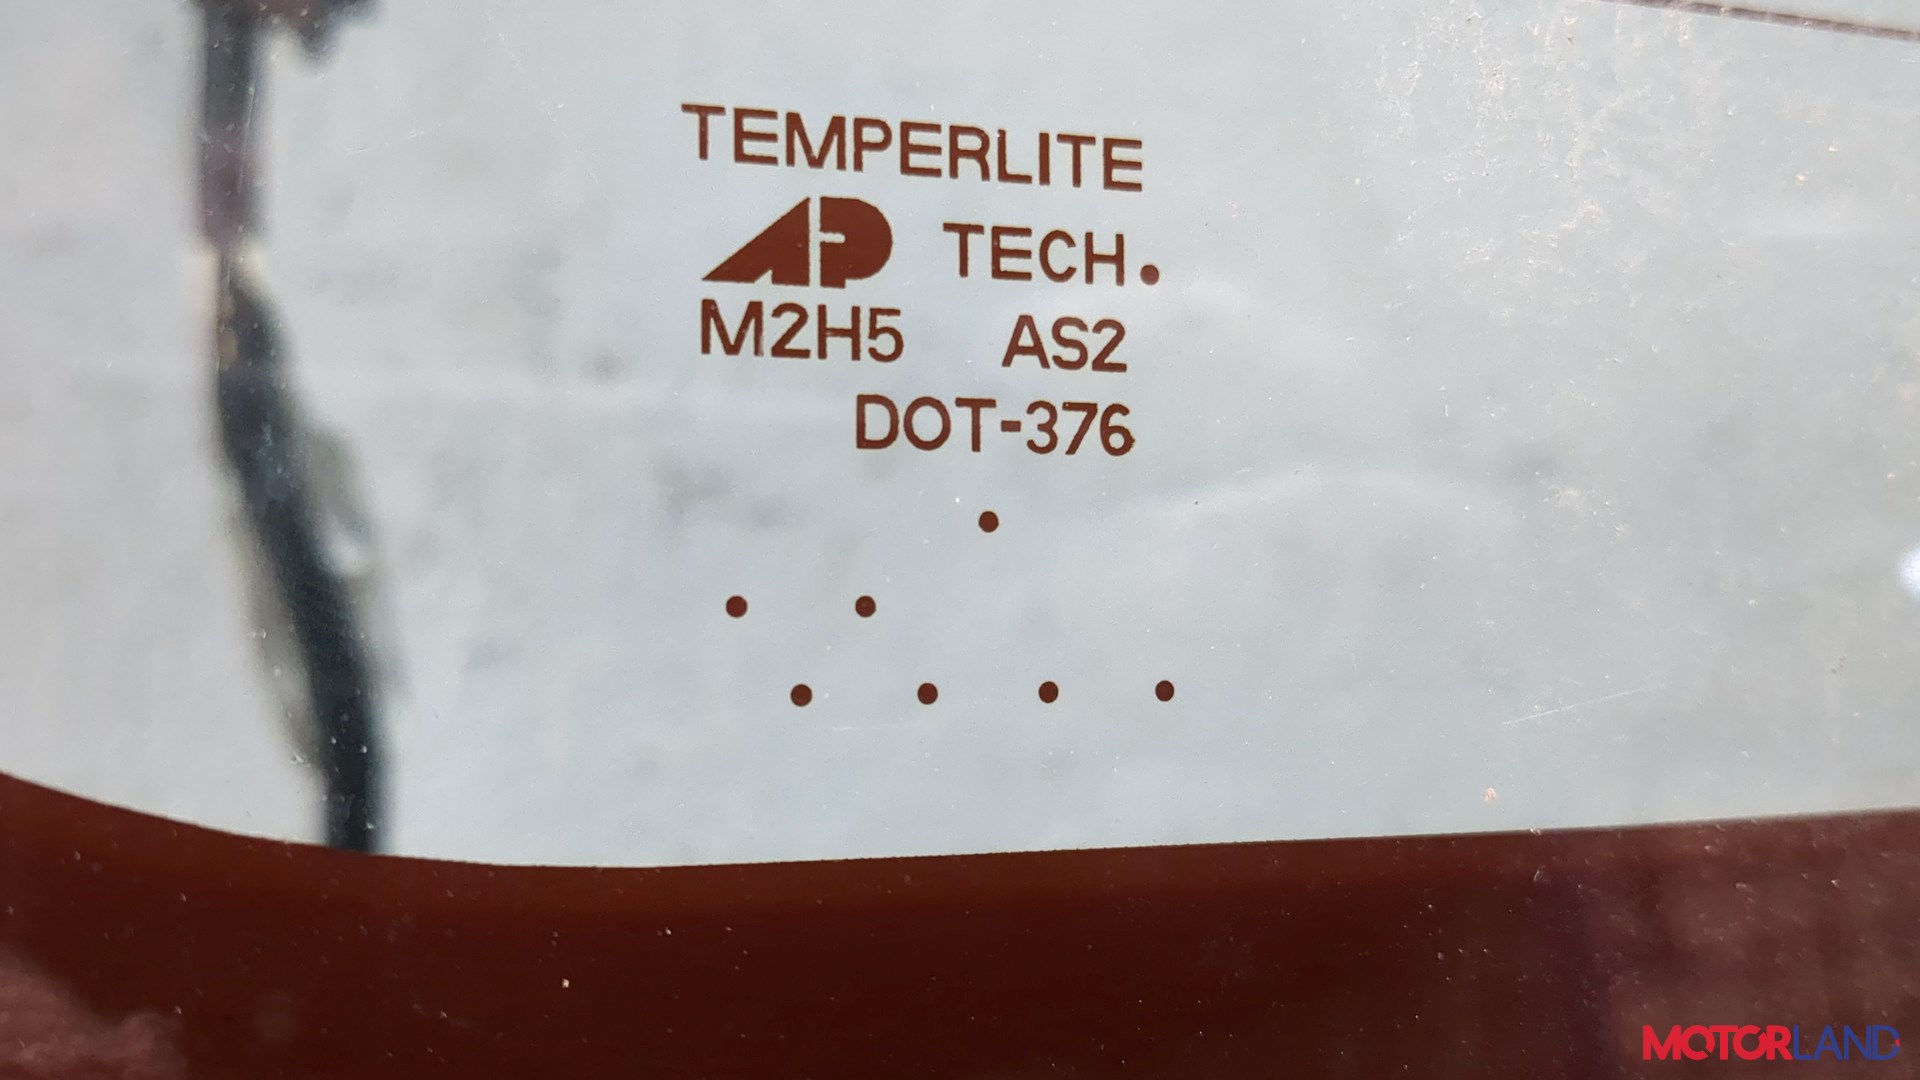 TEMPERLITE
AP TECH.
M2H5 AS2
DOT-376
MOTORLAND